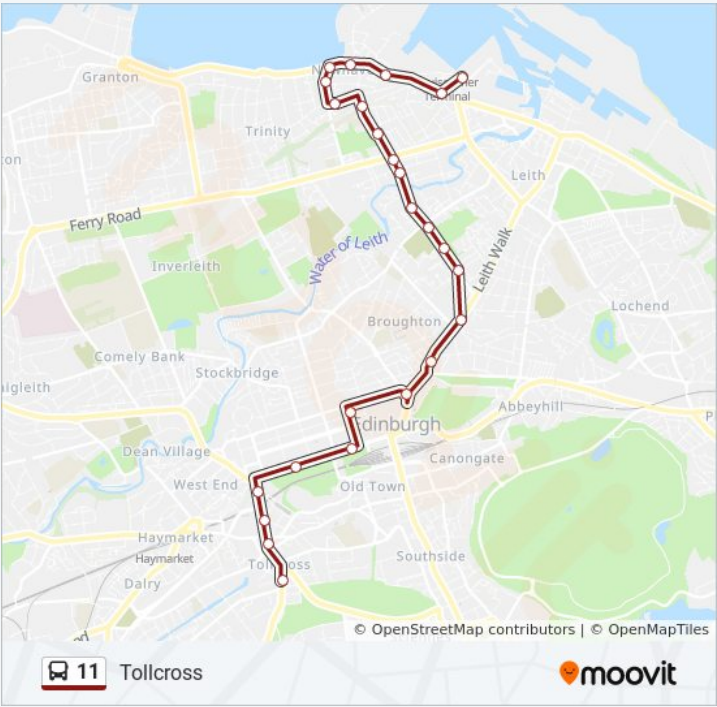 Granton
Terminal
Trinity
Leith
Ferry Road
Water of Leith
Leith Walk
Inverleith
Lochend
Broughton
Comely Bank
Stockbridge
aigleith
Abbeyhill
Edinburgh
Dean Village
Canongate
West End
Old Town
Haymarket
Southside
Haymarket
Tollcross
Dalry
© OpenStreetMap contributors | © OpenMapTiles
11 Tollcross
moovit